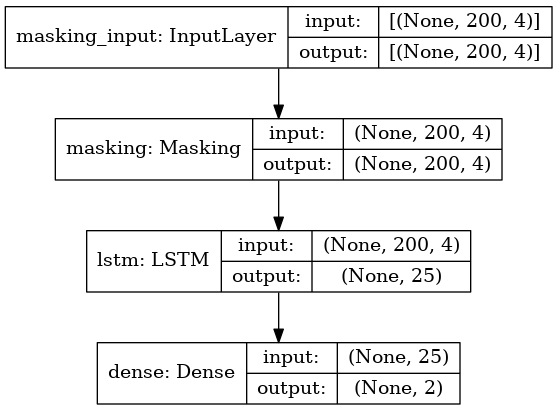 masking_input: InputLayer
input:
[(None, 200, 4)]
output:
[(None, 200, 4)]
masking: Masking
input:
(None, 200, 4)
output:
(None, 200, 4)
lstm: LSTM
input:
(None, 200, 4)
output:
(None, 25)
dense: Dense
input:
(None, 25)
output:
(None, 2)